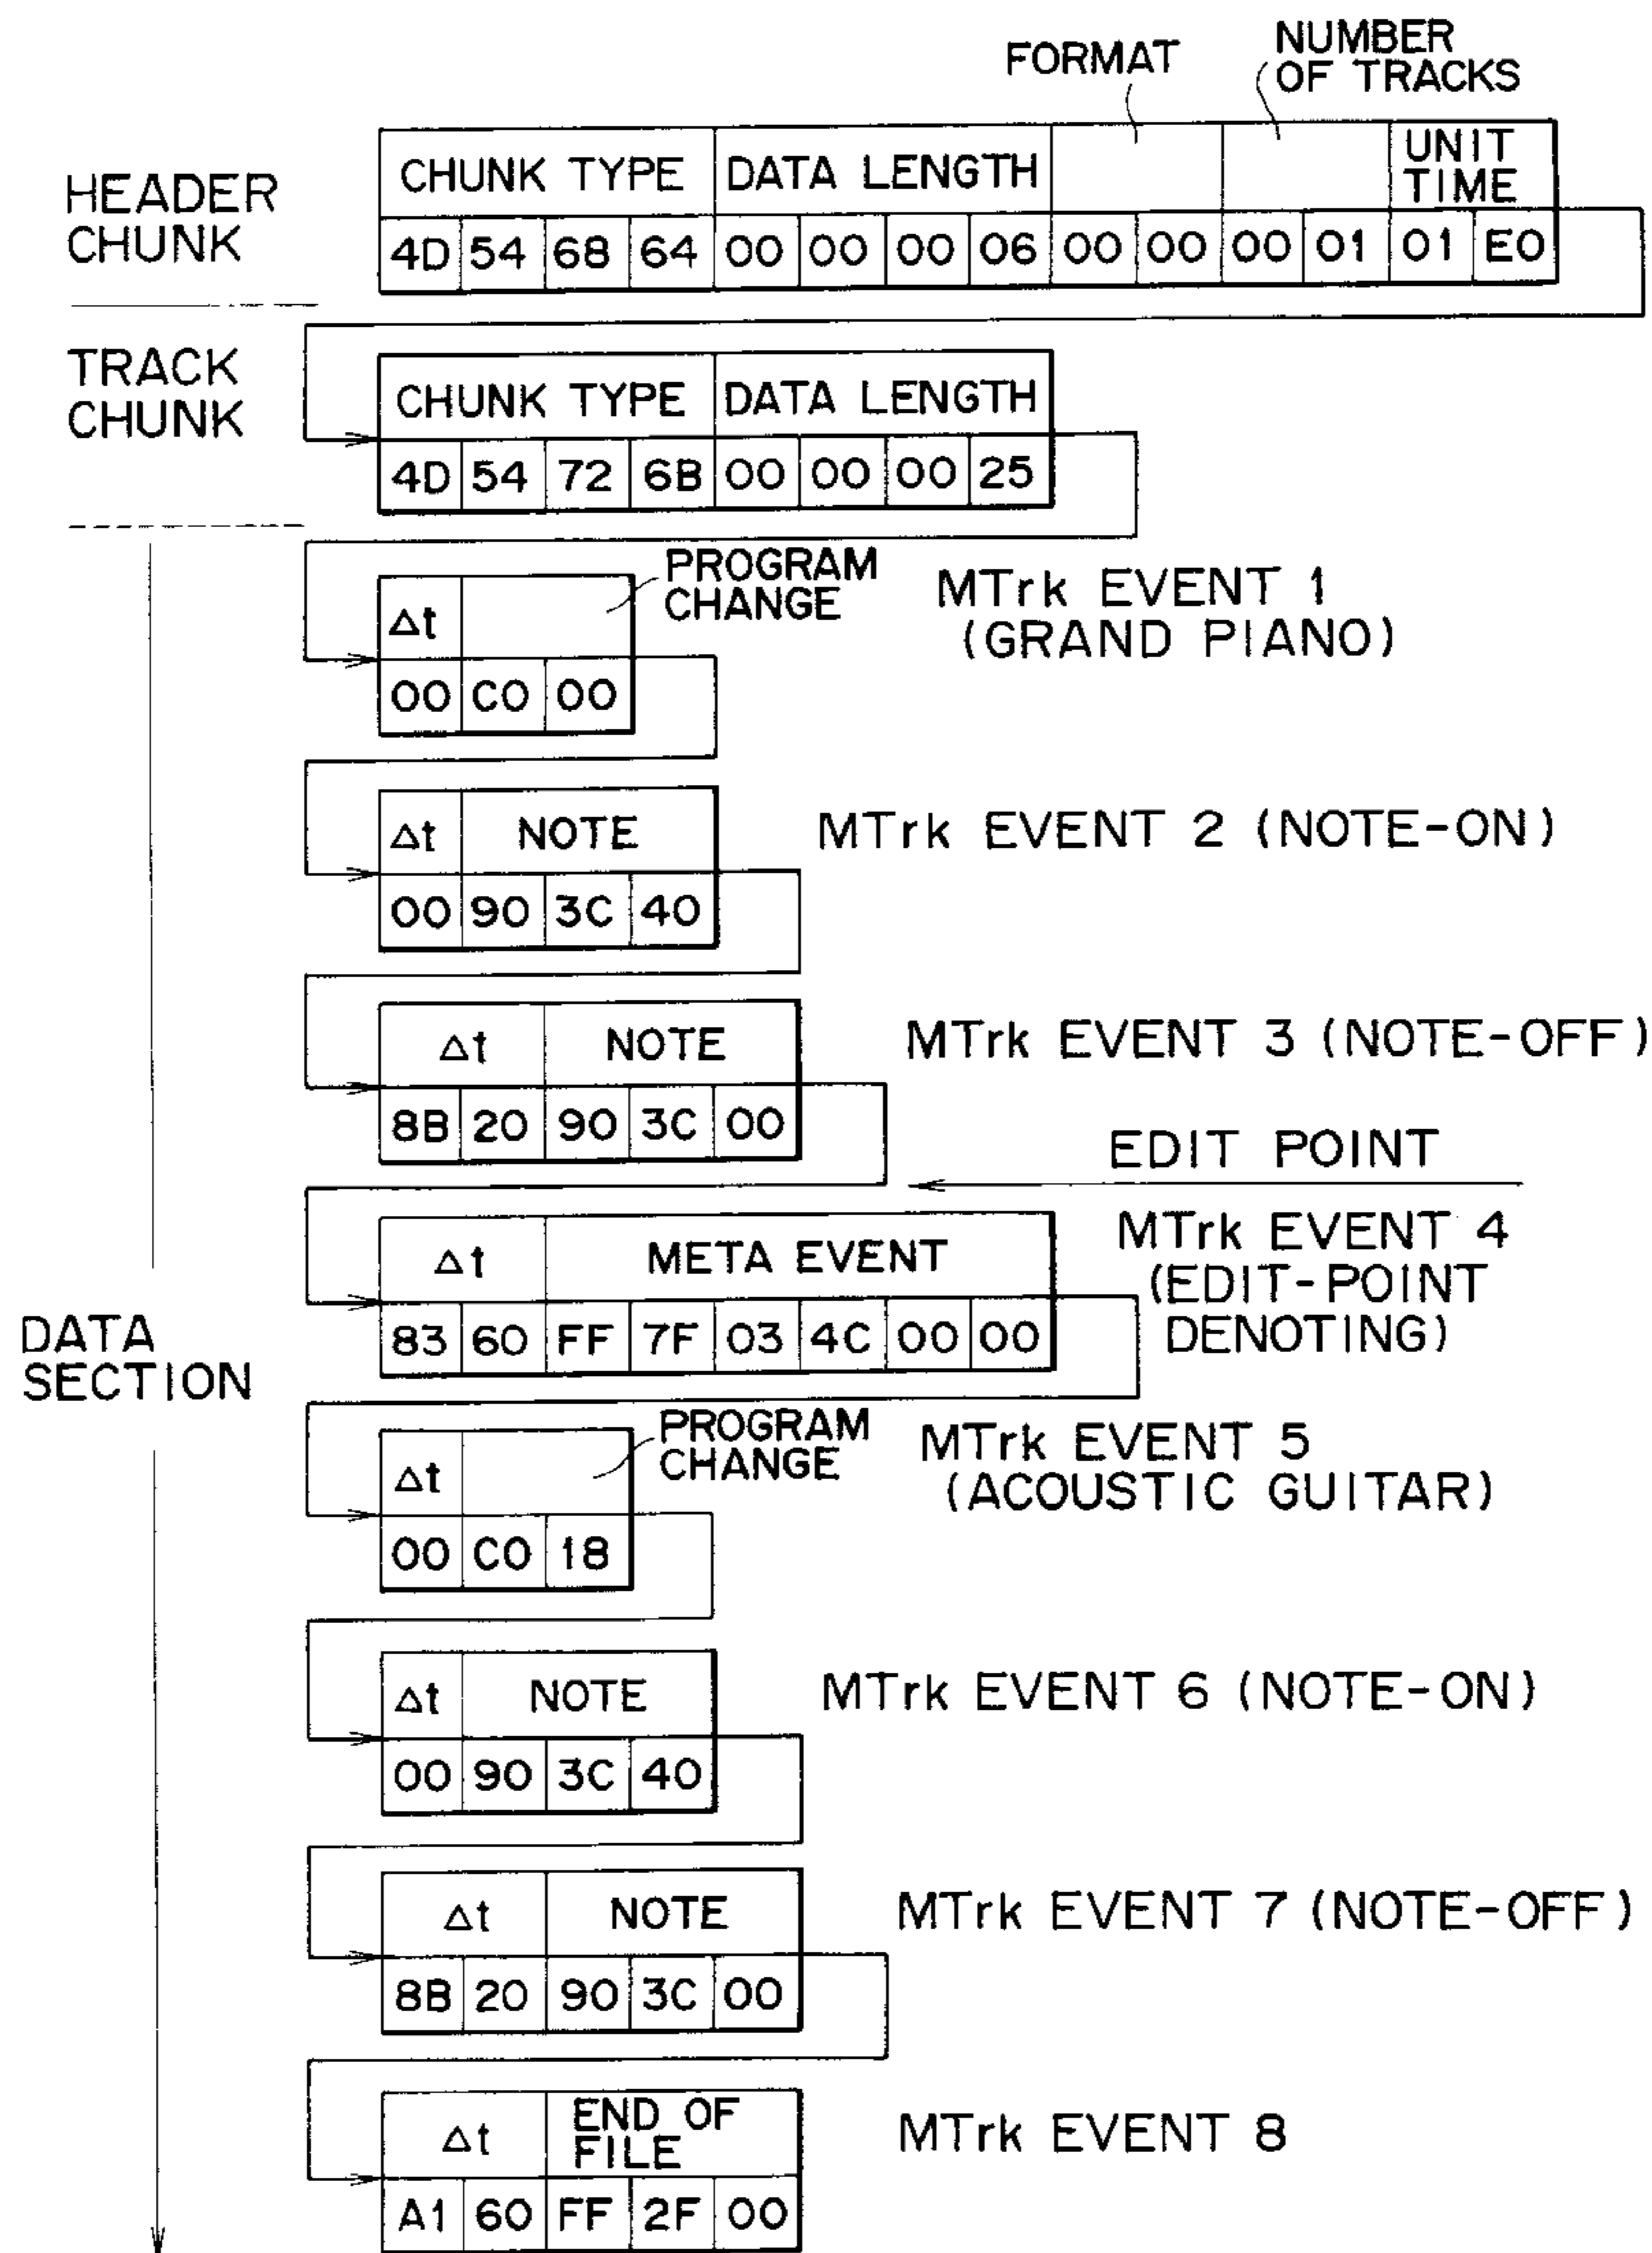 FORMAT
NUMBER
OF TRACKS
HEADER
CHUNK
CHUNK TYPE DATA LENGTH UNIT
TIME
4D 54 68 64 00 00 00 06 00 00 00 01 01 E0
TRACK
CHUNK
CHUNK TYPE DATA LENGTH
4D 54 72 6B 00 00 00 25
Δt
PROGRAM
CHANGE
MTrk EVENT 1
(GRAND PIANO)
00 C0 00
Δt NOTE
MTrk EVENT 2 (NOTE-ON)
00 90 3C 40
Δt NOTE
MTrk EVENT 3 (NOTE-OFF)
8B 20 90 3C 00
EDIT POINT
Δt META EVENT
MTrk EVENT 4
(EDIT-POINT
DENOTING)
83 60 FF 7F 03 4C 00 00
DATA
SECTION
Δt
PROGRAM
CHANGE
MTrk EVENT 5
(ACOUSTIC GUITAR)
00 C0 18
Δt NOTE
MTrk EVENT 6 (NOTE-ON)
00 90 3C 40
Δt NOTE
MTrk EVENT 7 (NOTE-OFF)
8B 20 90 3C 00
Δt END OF
FILE
MTrk EVENT 8
A1 60 FF 2F 00